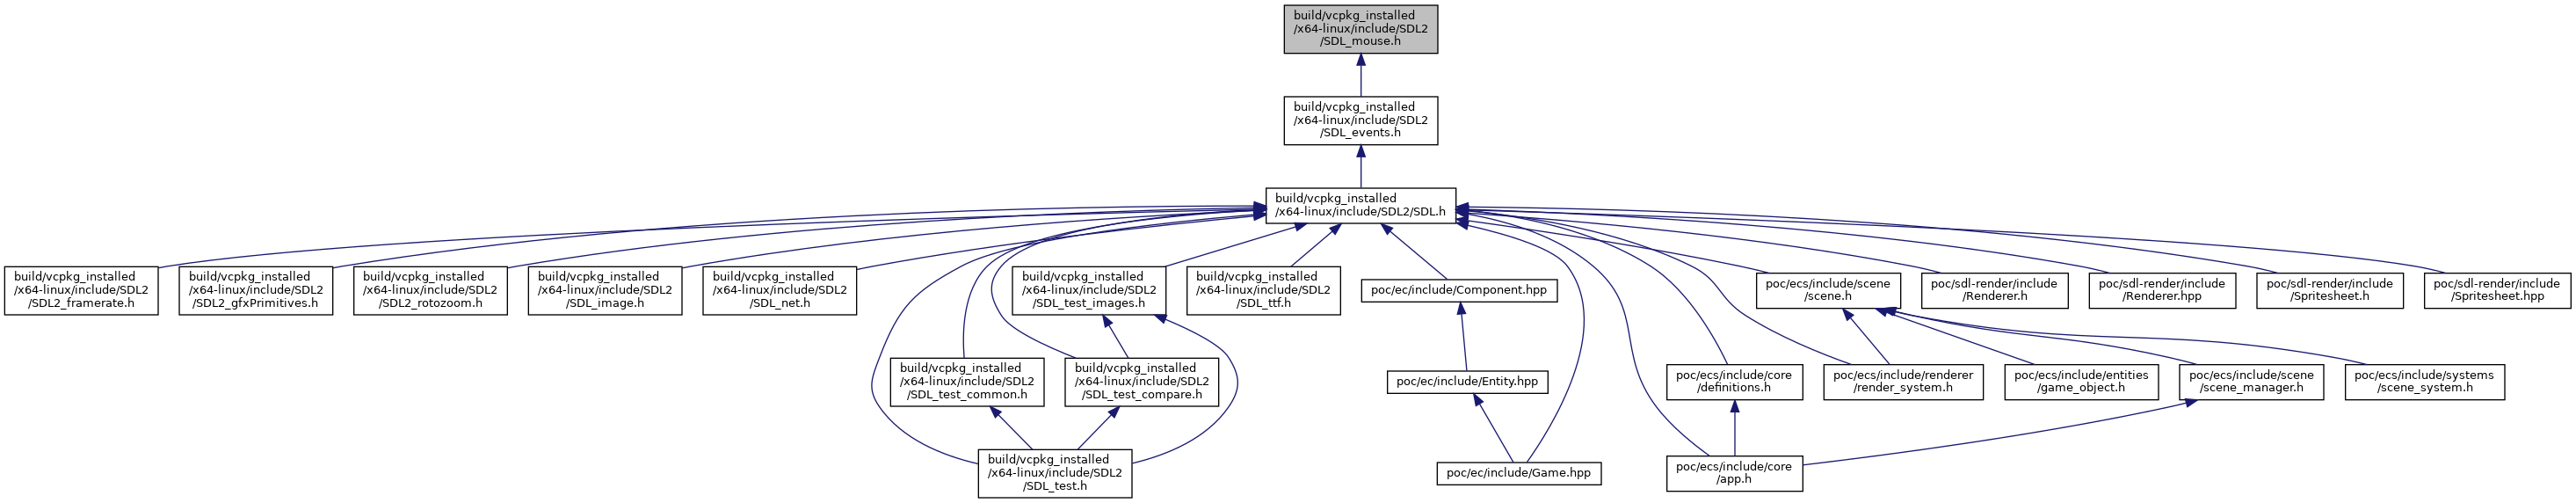 build/vcpkg_installed
/x64-linux/include/SDL2
/SDL_mouse.h
build/vcpkg_installed
/x64-linux/include/SDL2
/SDL_events.h
build/vcpkg_installed
/x64-linux/include/SDL2/SDL.h
build/vcpkg_installed
/x64-linux/include/SDL2
/SDL2_framerate.h
build/vcpkg_installed
/x64-linux/include/SDL2
/SDL2_gfxPrimitives.h
build/vcpkg_installed
/x64-linux/include/SDL2
/SDL2_rotozoom.h
build/vcpkg_installed
/x64-linux/include/SDL2
/SDL_image.h
build/vcpkg_installed
/x64-linux/include/SDL2
/SDL_net.h
build/vcpkg_installed
/x64-linux/include/SDL2
/SDL_test_images.h
build/vcpkg_installed
/x64-linux/include/SDL2
/SDL_ttf.h
poc/ec/include/Component.hpp
poc/ecs/include/scene
/scene.h
poc/sdl-render/include
/Renderer.h
poc/sdl-render/include
/Renderer.hpp
poc/sdl-render/include
/Spritesheet.h
poc/sdl-render/include
/Spritesheet.hpp
build/vcpkg_installed
/x64-linux/include/SDL2
/SDL_test_common.h
build/vcpkg_installed
/x64-linux/include/SDL2
/SDL_test_compare.h
poc/ec/include/Entity.hpp
poc/ecs/include/core
/definitions.h
poc/ecs/include/renderer
/render_system.h
poc/ecs/include/entities
/game_object.h
poc/ecs/include/scene
/scene_manager.h
poc/ecs/include/systems
/scene_system.h
build/vcpkg_installed
/x64-linux/include/SDL2
/SDL_test.h
poc/ec/include/Game.hpp
poc/ecs/include/core
/app.h